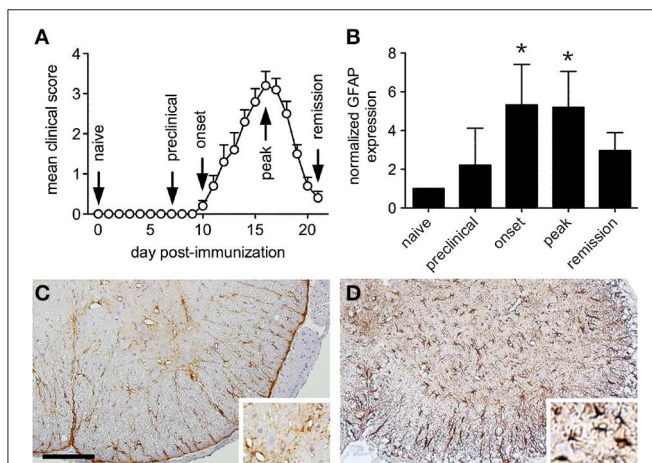 A
mean clinical score
4
3
2
1
0
naive
preclinical
onset
peak
remission
0 5 10 15 20
day post-immunization
B
normalized GFAP
expression
8
6
4
2
0
* *
naive
preclinical
onset
peak
remission
C
D